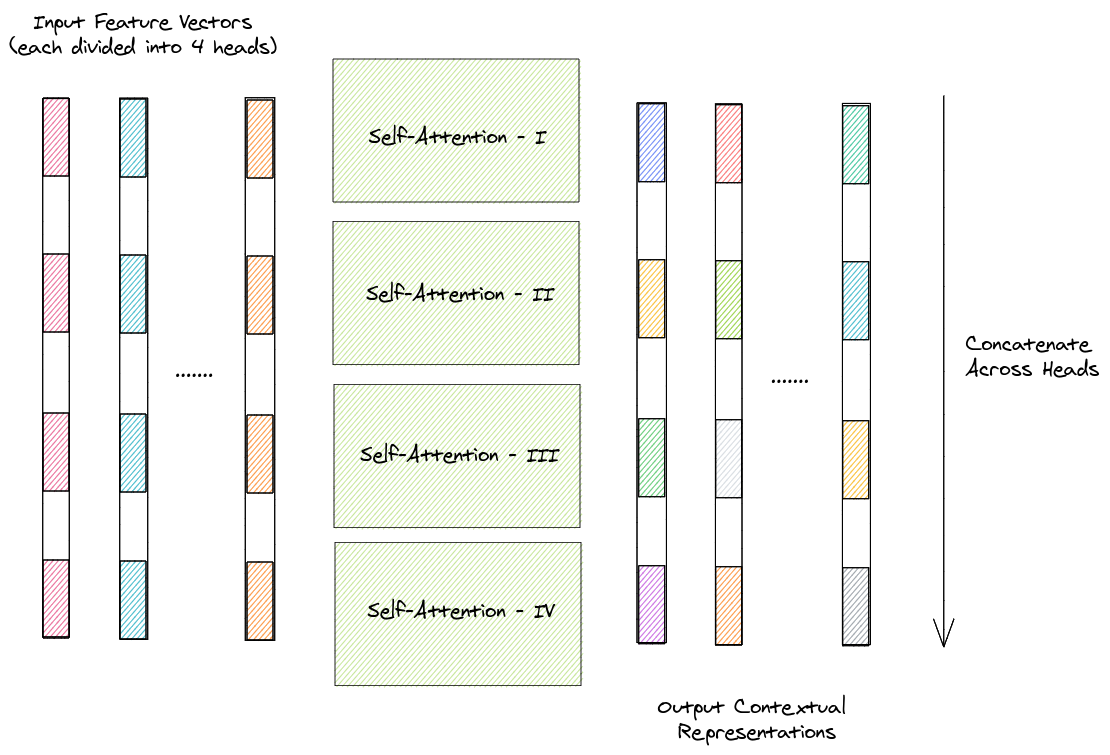 Input Feature Vectors
(each divided into 4 heads)
Self-Attention - I
Self-Attention - II
Self-Attention - III
Self-Attention - IV
.......
.......
Concatenate
Across Heads
Output Contextual
Representations